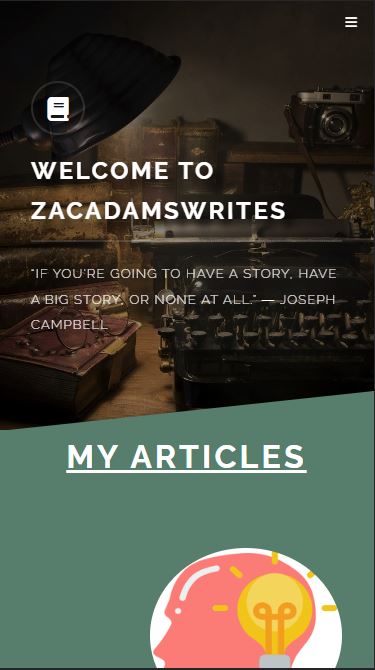 WELCOME TO
ZACADAMSWRITES
"IF YOU'RE GOING TO HAVE A STORY, HAVE
A BIG STORY, OR NONE AT ALL." — JOSEPH
CAMPBELL
MY ARTICLES